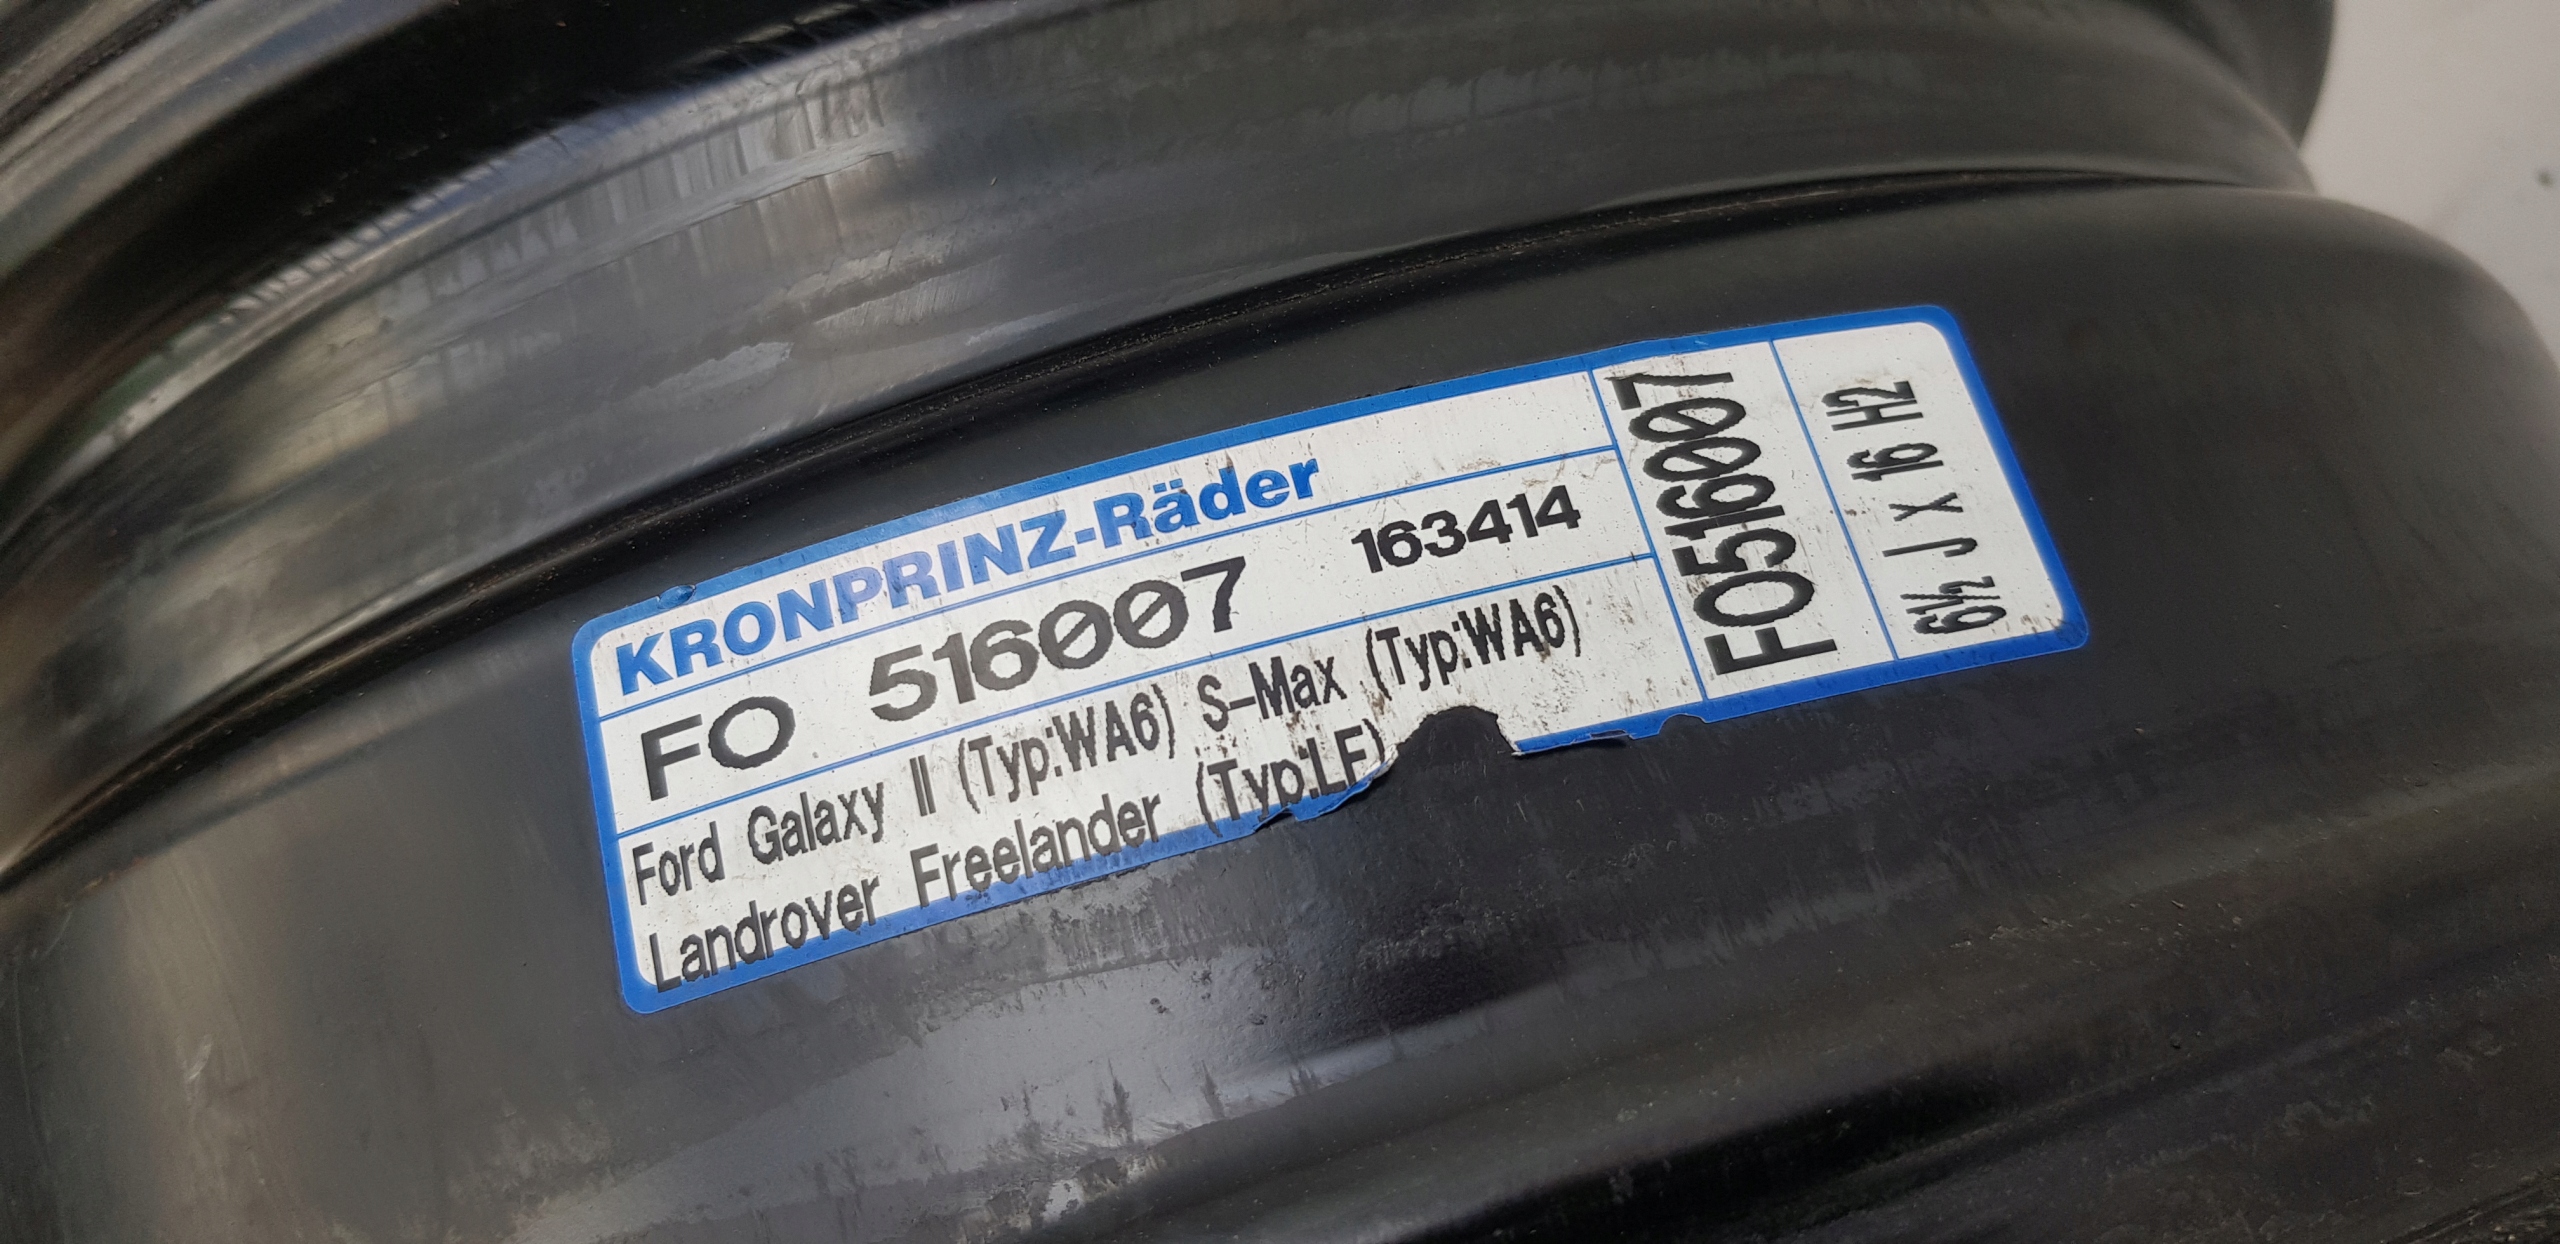 KRONPRINZ-Räder
FO 516007 163414
Ford Galaxy II (Typ:WA6) S-Max (Typ:WA6)
Landrover Freelander (Typ:LF)
FO516007
6½ J X 16 H2